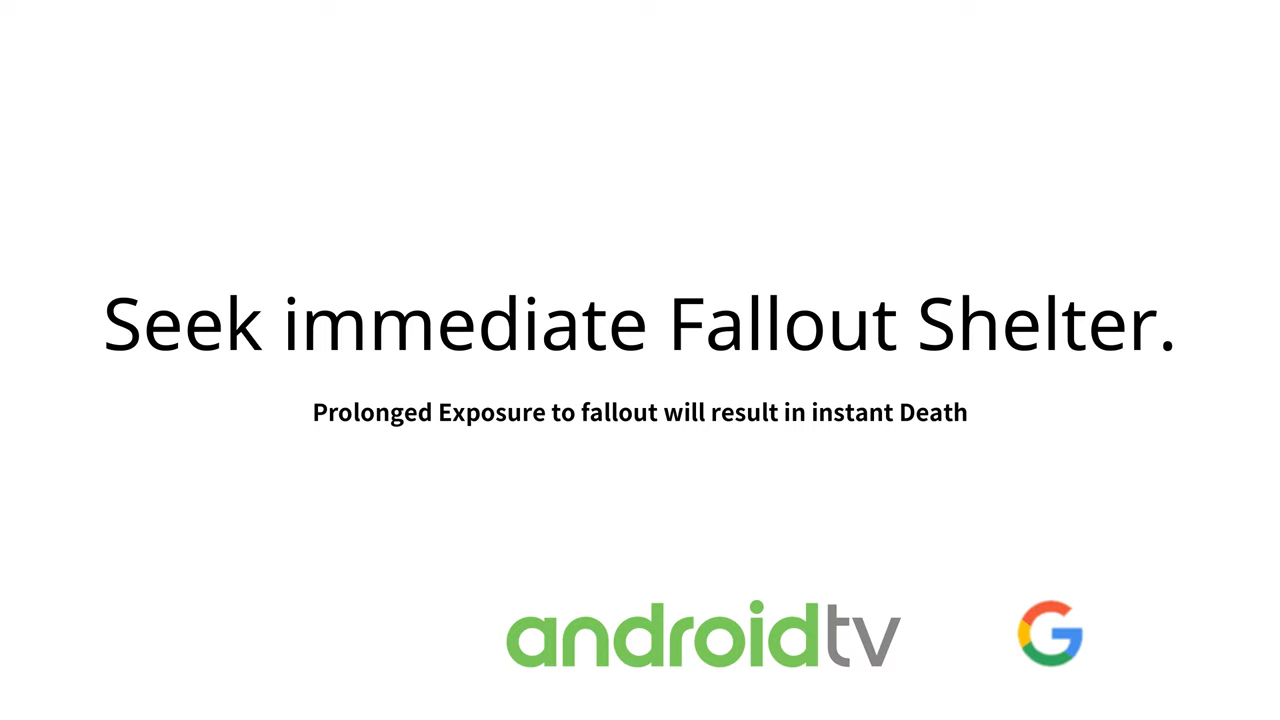 Seek immediate Fallout Shelter.
Prolonged Exposure to fallout will result in instant Death
androidtv G